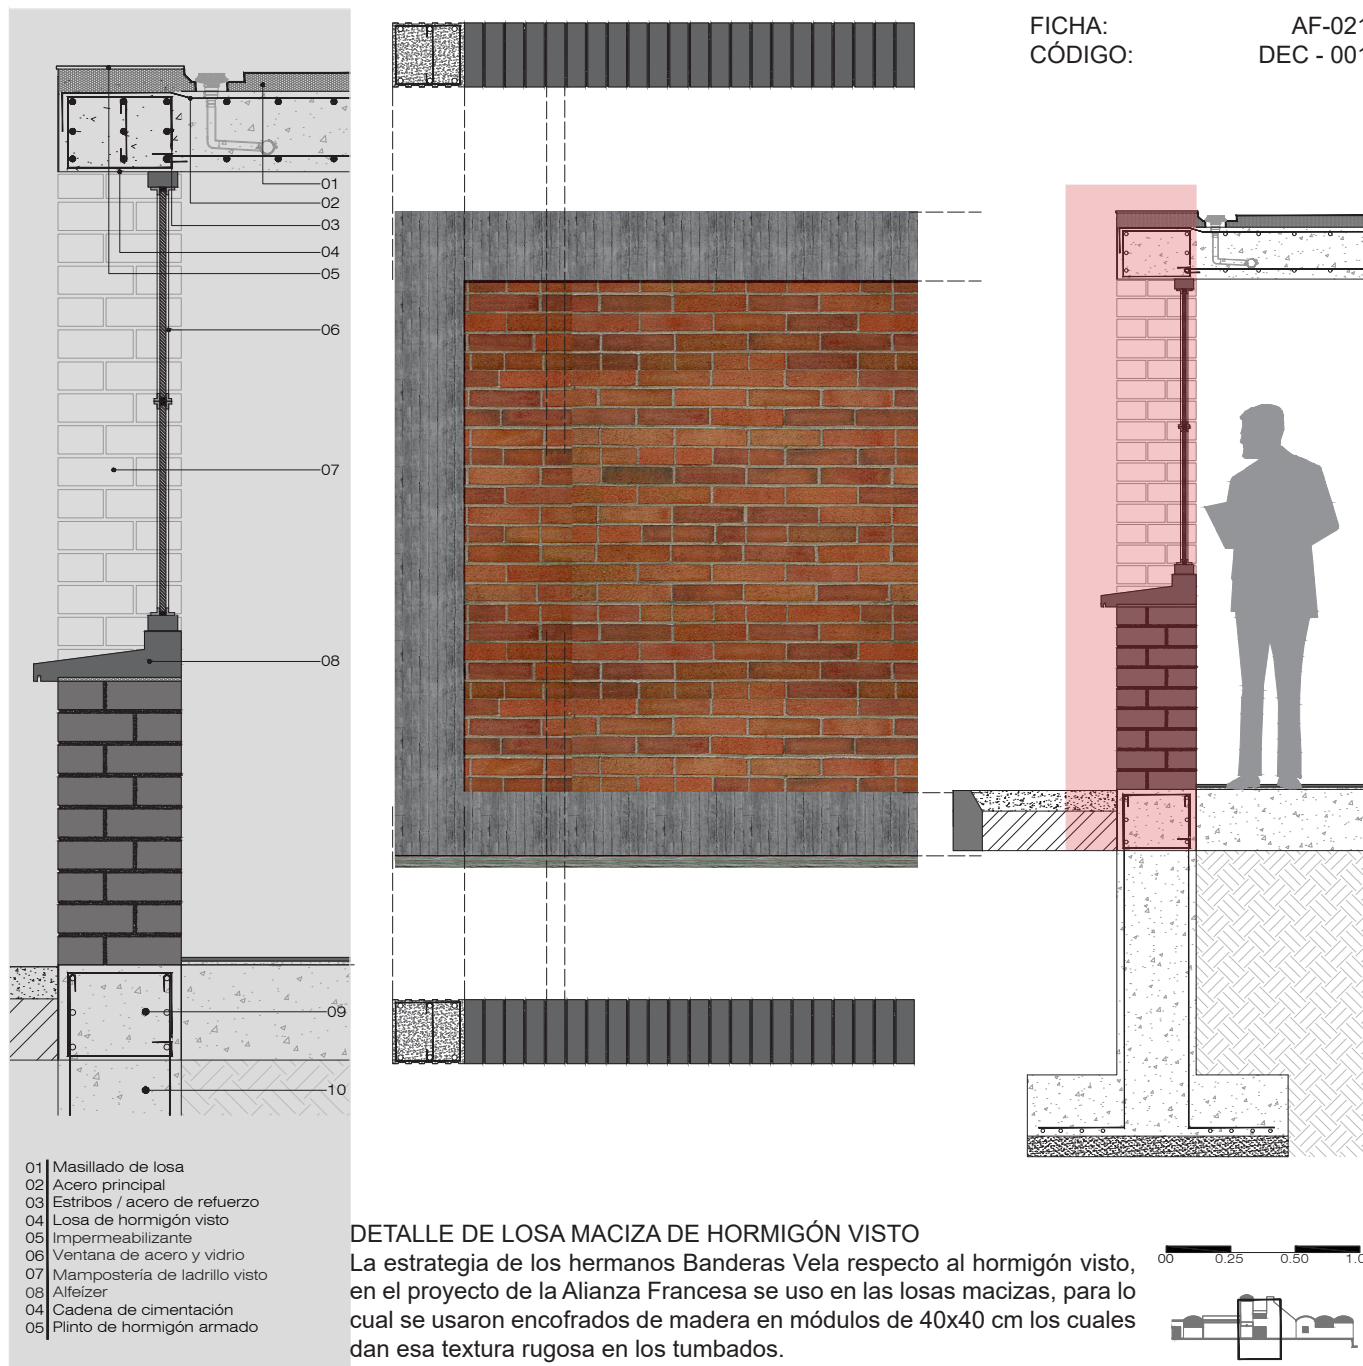 FICHA: AF-021
CÓDIGO: DEC - 001
01
02
03
04
05
06
07
08
09
10
01 Masillado de losa
02 Acero principal
03 Estribos / acero de refuerzo
04 Losa de hormigón visto
05 Impermeabilizante
06 Ventana de acero y vidrio
07 Mampostería de ladrillo visto
08 Alfeízer
04 Cadena de cimentación
05 Plinto de hormigón armado
DETALLE DE LOSA MACIZA DE HORMIGÓN VISTO
La estrategia de los hermanos Banderas Vela respecto al hormigón visto,
en el proyecto de la Alianza Francesa se uso en las losas macizas, para lo
cual se usaron encofrados de madera en módulos de 40x40 cm los cuales
dan esa textura rugosa en los tumbados.
00 0.25 0.50 1.0